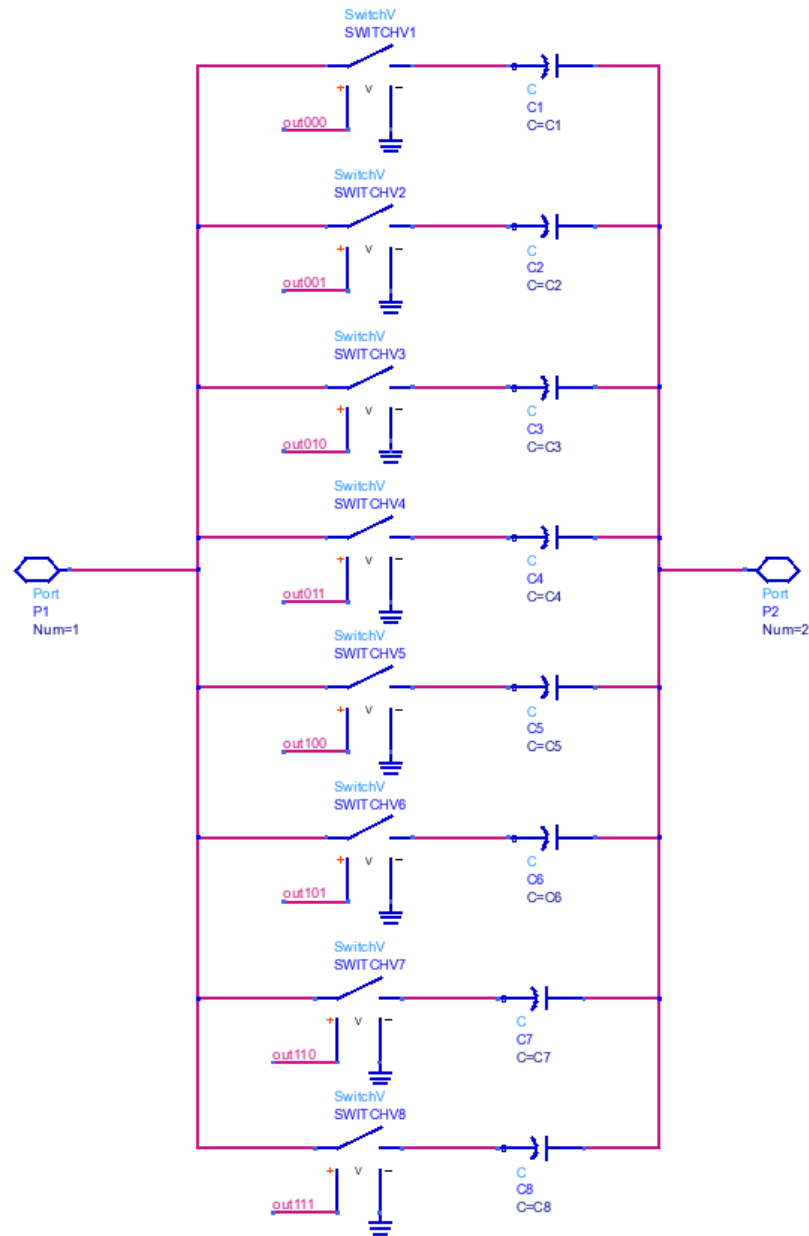 SwitchV
SWITCHV1
+ v −
out000
C
C1
C=C1
SwitchV
SWITCHV2
+ v −
out001
C
C2
C=C2
SwitchV
SWITCHV3
+ v −
out010
C
C3
C=C3
SwitchV
SWITCHV4
+ v −
out011
C
C4
C=C4
Port
P1
Num=1
Port
P2
Num=2
SwitchV
SWITCHV5
+ v −
out100
C
C5
C=C5
SwitchV
SWITCHV6
+ v −
out101
C
C6
C=C6
SwitchV
SWITCHV7
+ v −
out110
C
C7
C=C7
SwitchV
SWITCHV8
+ v −
out111
C
C8
C=C8